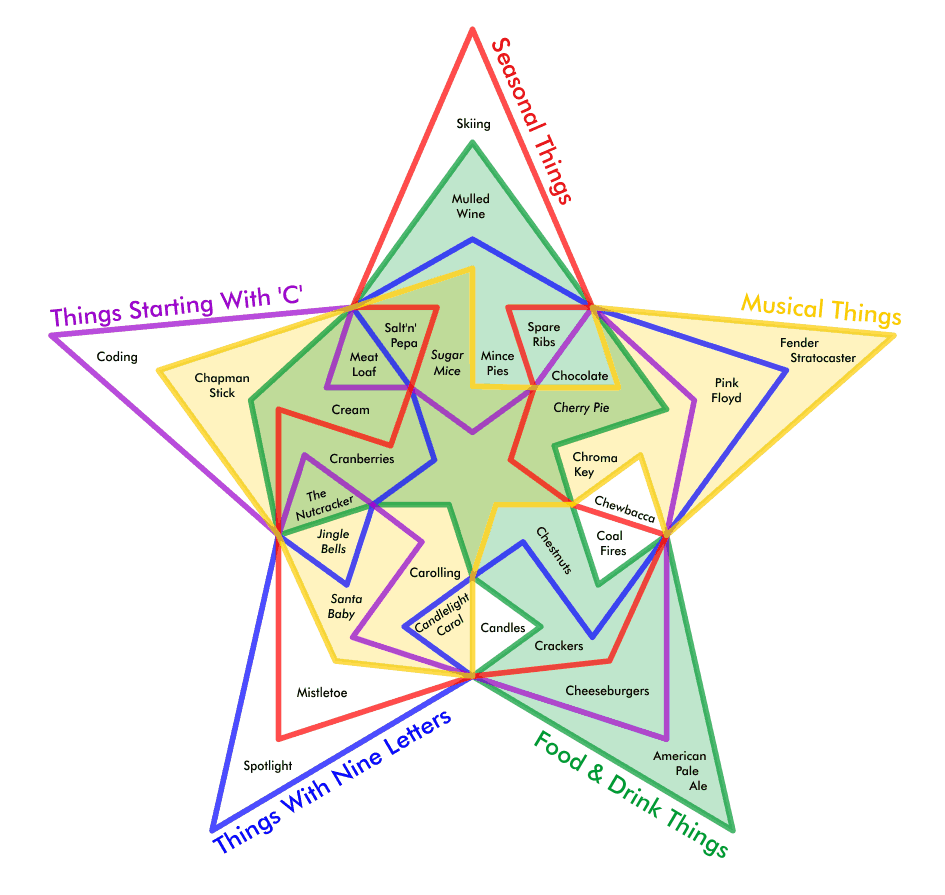 Seasonal Things
Skiing
Mulled
Wine
Things Starting With 'C'
Musical Things
Coding
Chapman
Stick
Meat
Loaf
Salt'n'
Pepa
Sugar
Mice
Mince
Pies
Spare
Ribs
Chocolate
Pink
Floyd
Fender
Stratocaster
Cream
Cherry Pie
Cranberries
Chroma
Key
The
Nutcracker
Chewbacca
Jingle
Bells
Coal
Fires
Chestnuts
Carolling
Santa
Baby
Candlelight
Carol
Candles
Crackers
Mistletoe
Cheeseburgers
Spotlight
American
Pale
Ale
Things With Nine Letters
Food & Drink Things